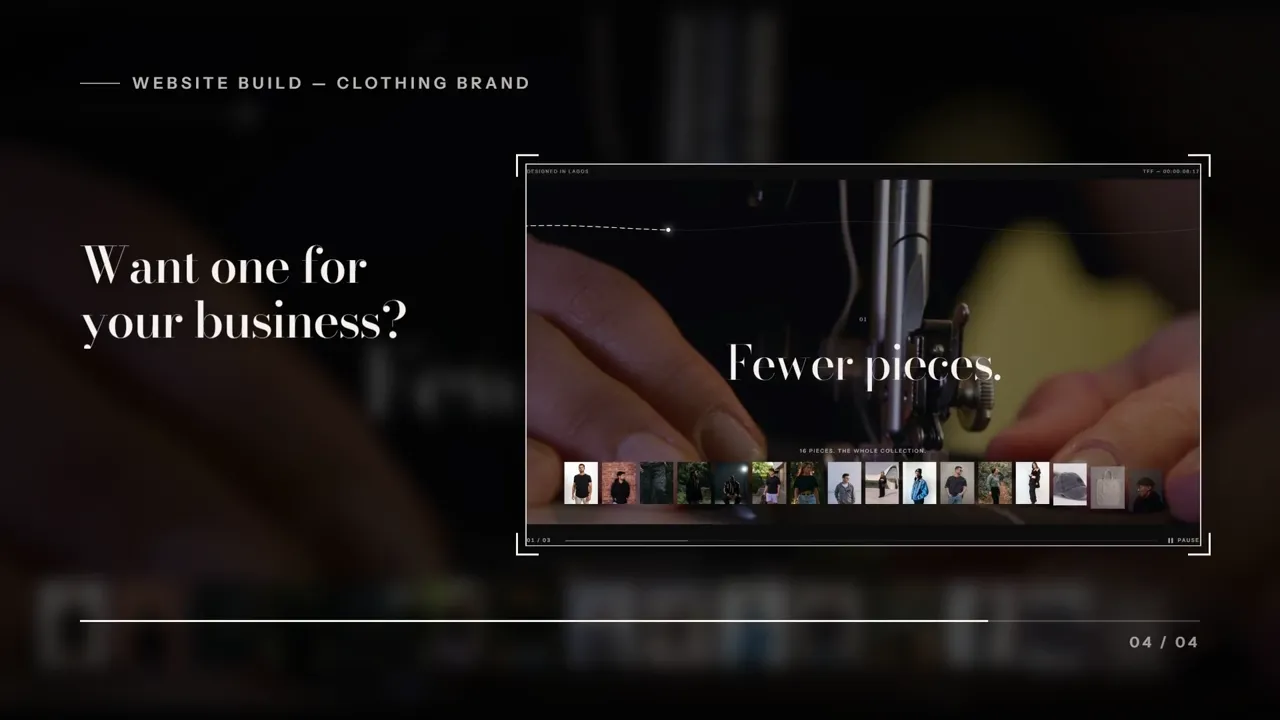 WEBSITE BUILD — CLOTHING BRAND
Want one for
your business?
DESIGNED IN LAGOS
TFF — 00:00:08:17
01
Fewer pieces.
16 PIECES. THE WHOLE COLLECTION.
01 / 03
PAUSE
04 / 04